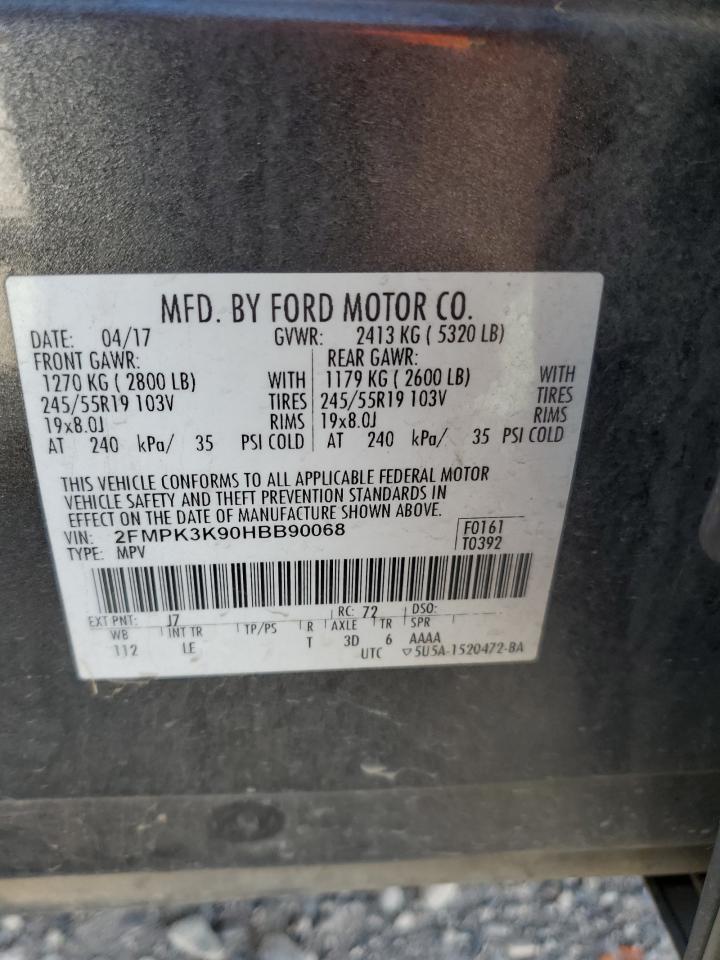 MFD. BY FORD MOTOR CO.
DATE: 04/17 GVWR: 2413 KG ( 5320 LB)
FRONT GAWR: REAR GAWR:
1270 KG ( 2800 LB) WITH 1179 KG ( 2600 LB) WITH
245/55R19 103V TIRES 245/55R19 103V TIRES
19x8.0J RIMS 19x8.0J RIMS
AT 240 kPa/ 35 PSI COLD AT 240 kPa/ 35 PSI COLD
THIS VEHICLE CONFORMS TO ALL APPLICABLE FEDERAL MOTOR
VEHICLE SAFETY AND THEFT PREVENTION STANDARDS IN
EFFECT ON THE DATE OF MANUFACTURE SHOWN ABOVE.
VIN: 2FMPK3K90HBB90068 F0161
TYPE: MPV T0392
EXT PNT: J7 RC: 72 DSO:
WB INT TR TP/PS R AXLE TR SPR
112 LE T 3D 6 AAAA
UTC ▽5U5A-1520472-BA